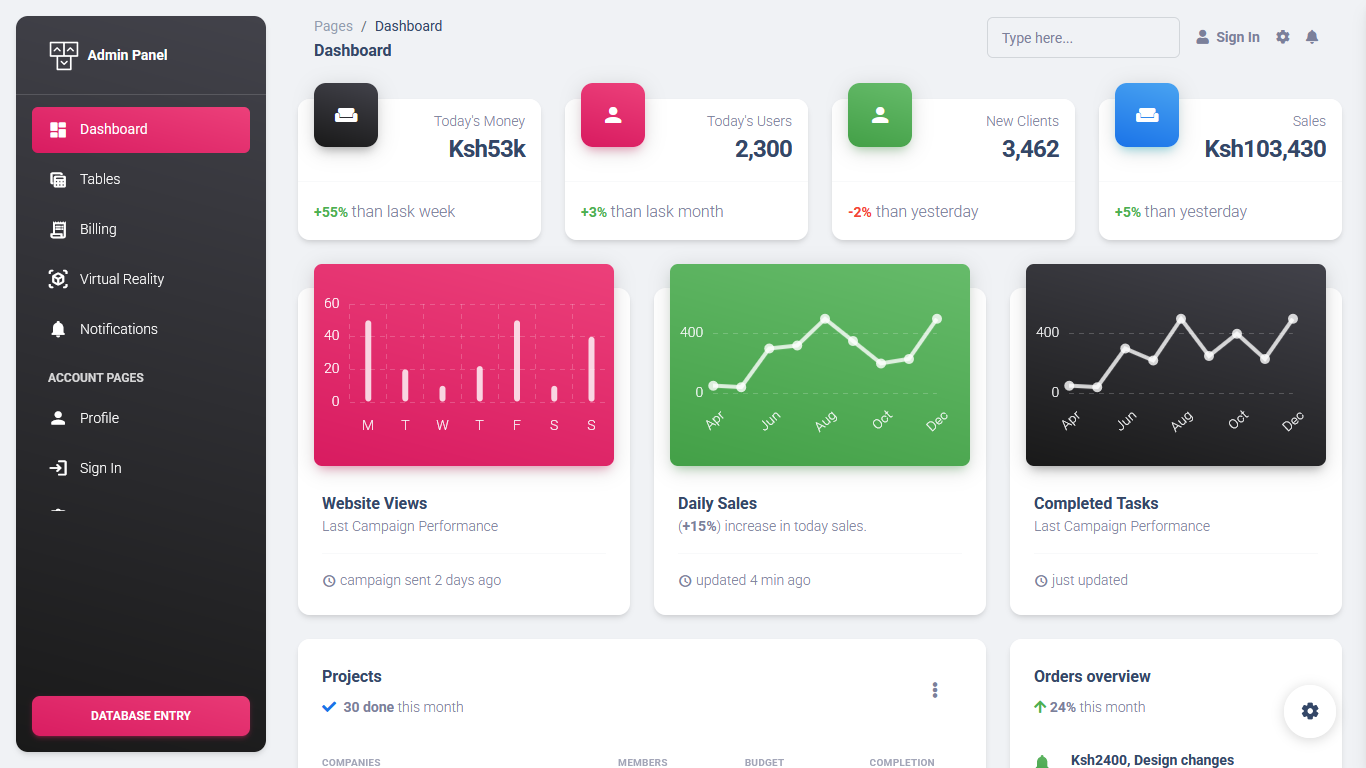 Admin Panel
Dashboard
Tables
Billing
Virtual Reality
Notifications
ACCOUNT PAGES
Profile
Sign In
DATABASE ENTRY
Pages / Dashboard
Dashboard
Type here...
Sign In
Today's Money
Ksh53k
+55% than lask week
Today's Users
2,300
+3% than lask month
New Clients
3,462
-2% than yesterday
Sales
Ksh103,430
+5% than yesterday
60
40
20
0
M T W T F S S
Website Views
Last Campaign Performance
campaign sent 2 days ago
400
0
Apr Jun Aug Oct Dec
Daily Sales
(+15%) increase in today sales.
updated 4 min ago
400
0
Apr Jun Aug Oct Dec
Completed Tasks
Last Campaign Performance
just updated
Projects
30 done this month
COMPANIES MEMBERS BUDGET COMPLETION
Orders overview
24% this month
Ksh2400, Design changes